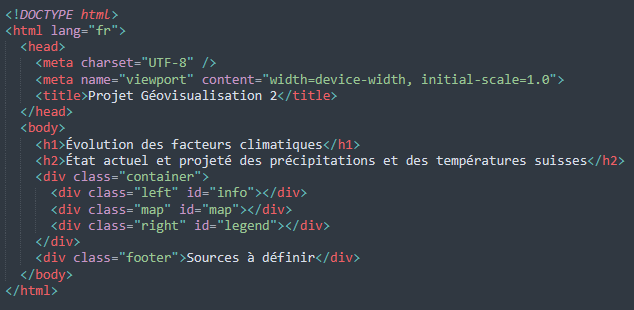 <!DOCTYPE html>
<html lang="fr">
<head>
<meta charset="UTF-8" />
<meta name="viewport" content="width=device-width, initial-scale=1.0">
<title>Projet Géovisualisation 2</title>
</head>
<body>
<h1>Évolution des facteurs climatiques</h1>
<h2>État actuel et projeté des précipitations et des températures suisses</h2>
<div class="container">
<div class="left" id="info"></div>
<div class="map" id="map"></div>
<div class="right" id="legend"></div>
</div>
<div class="footer">Sources à définir</div>
</body>
</html>